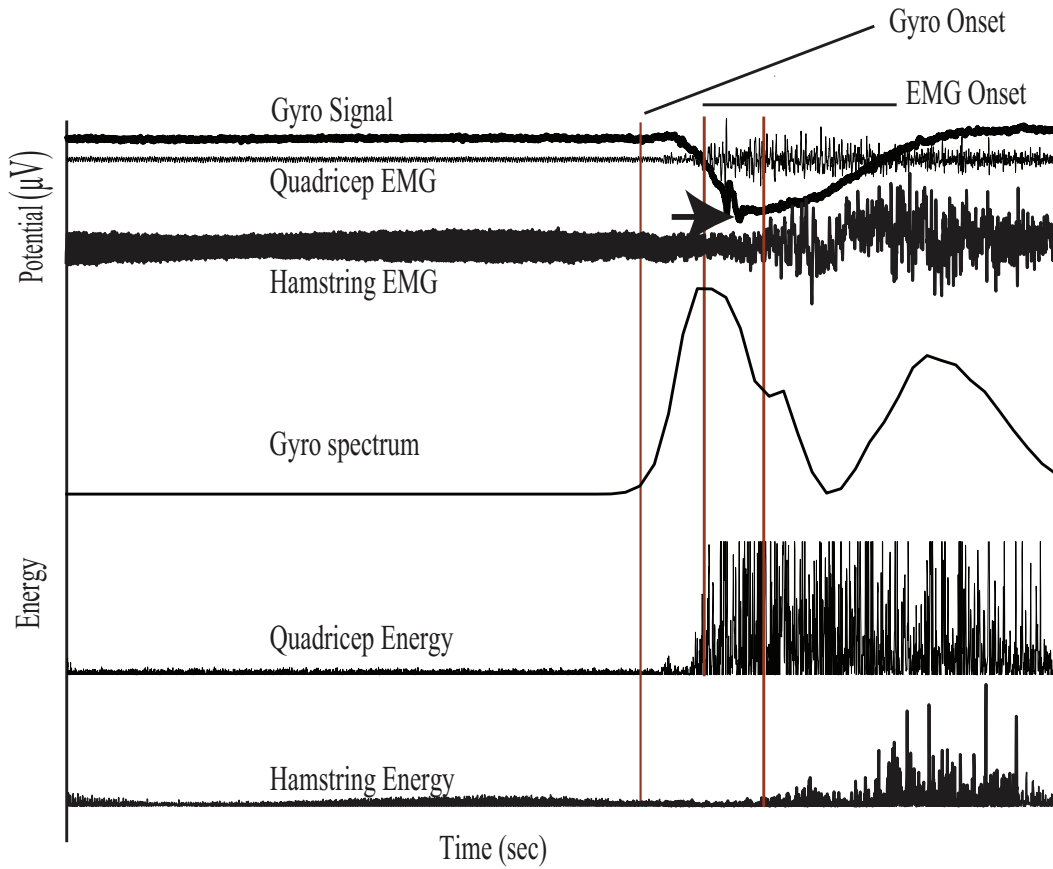 Gyro Onset
EMG Onset
Gyro Signal
Quadricep EMG
Potential (μV)
Hamstring EMG
Gyro spectrum
Energy
Quadricep Energy
Hamstring Energy
Time (sec)